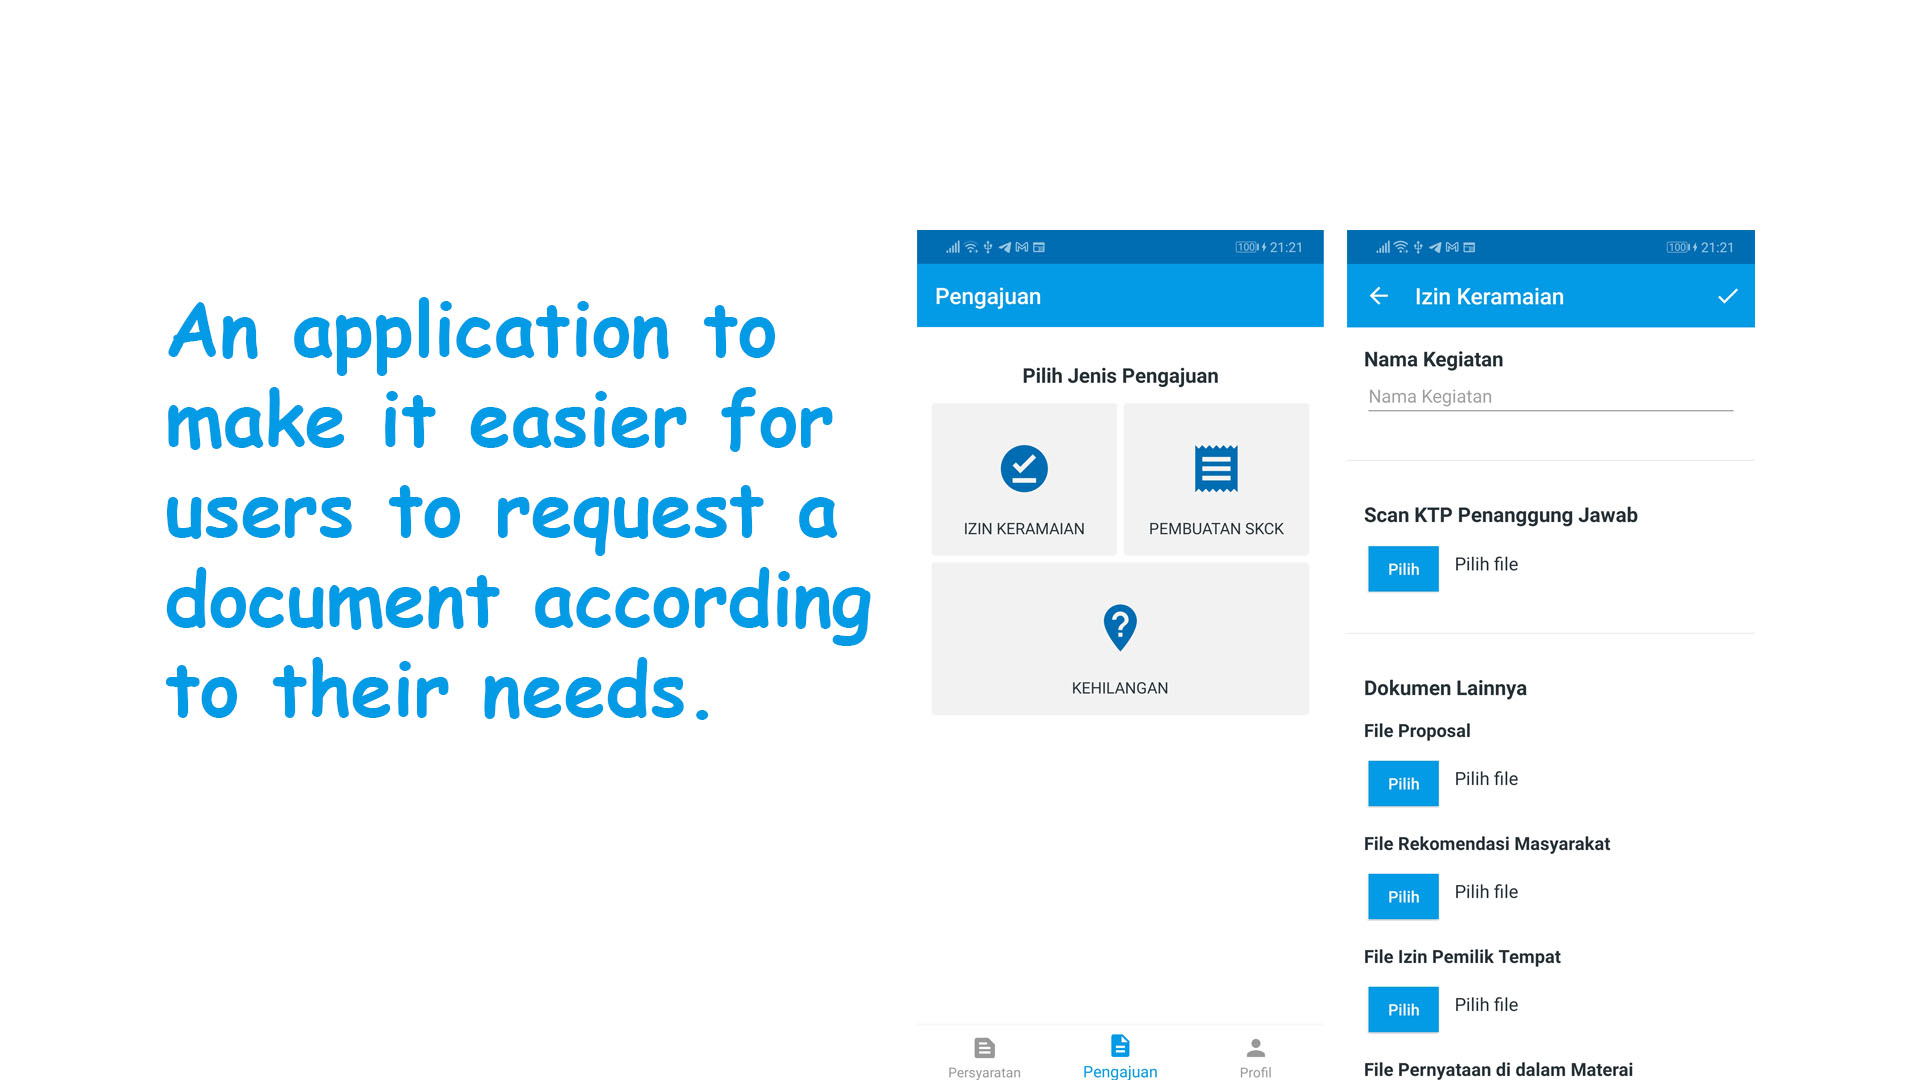 An application to
make it easier for
users to request a
document according
to their needs.
100 21:21
Pengajuan
Pilih Jenis Pengajuan
IZIN KERAMAIAN
PEMBUATAN SKCK
KEHILANGAN
Persyaratan
Pengajuan
Profil
100 21:21
Izin Keramaian
Nama Kegiatan
Nama Kegiatan
Scan KTP Penanggung Jawab
Pilih Pilih file
Dokumen Lainnya
File Proposal
Pilih Pilih file
File Rekomendasi Masyarakat
Pilih Pilih file
File Izin Pemilik Tempat
Pilih Pilih file
File Pernyataan di dalam Materai